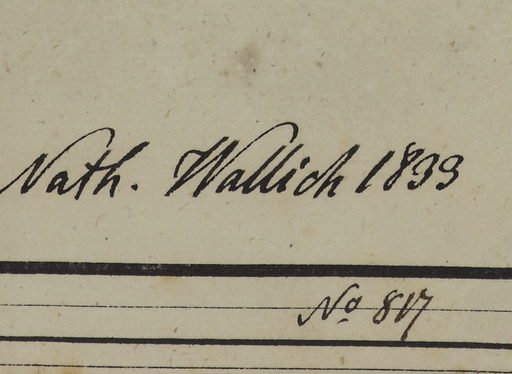 Nath. Wallich 1833
No 817